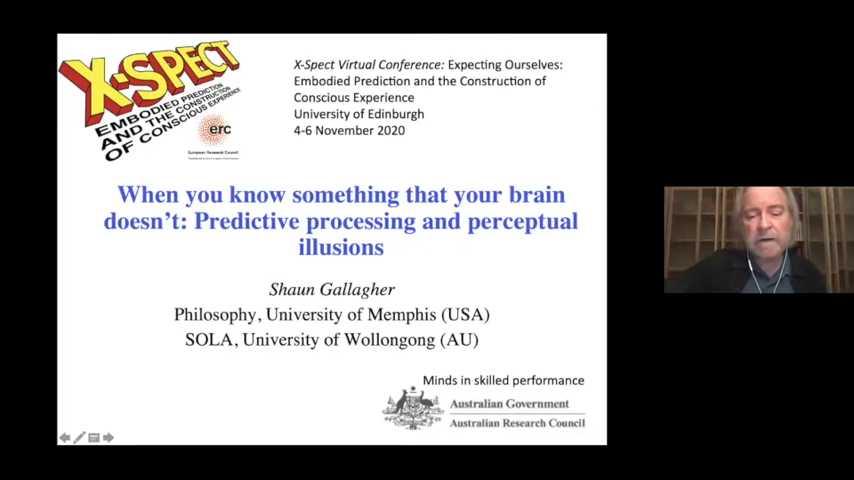 X-SPECT
EMBODIED PREDICTION
AND THE CONSTRUCTION
OF CONSCIOUS EXPERIENCE
erc
European Research Council
X-Spect Virtual Conference: Expecting Ourselves:
Embodied Prediction and the Construction of
Conscious Experience
University of Edinburgh
4-6 November 2020
When you know something that your brain
doesn't: Predictive processing and perceptual
illusions
Shaun Gallagher
Philosophy, University of Memphis (USA)
SOLA, University of Wollongong (AU)
Minds in skilled performance
Australian Government
Australian Research Council